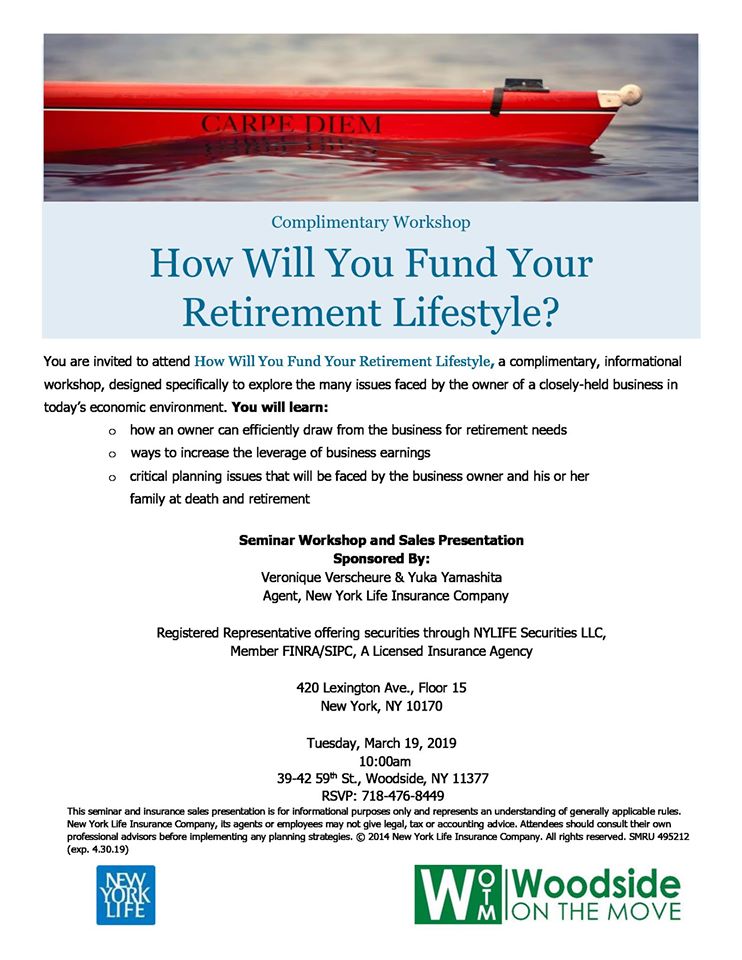 CARPE DIEM
Complimentary Workshop
How Will You Fund Your
Retirement Lifestyle?
You are invited to attend How Will You Fund Your Retirement Lifestyle, a complimentary, informational
workshop, designed specifically to explore the many issues faced by the owner of a closely-held business in
today's economic environment. You will learn:
o how an owner can efficiently draw from the business for retirement needs
o ways to increase the leverage of business earnings
o critical planning issues that will be faced by the business owner and his or her
family at death and retirement
Seminar Workshop and Sales Presentation
Sponsored By:
Veronique Verscheure & Yuka Yamashita
Agent, New York Life Insurance Company
Registered Representative offering securities through NYLIFE Securities LLC,
Member FINRA/SIPC, A Licensed Insurance Agency
420 Lexington Ave., Floor 15
New York, NY 10170
Tuesday, March 19, 2019
10:00am
39-42 59th St., Woodside, NY 11377
RSVP: 718-476-8449
This seminar and insurance sales presentation is for informational purposes only and represents an understanding of generally applicable rules.
New York Life Insurance Company, its agents or employees may not give legal, tax or accounting advice. Attendees should consult their own
professional advisors before implementing any planning strategies. © 2014 New York Life Insurance Company. All rights reserved. SMRU 495212
(exp. 4.30.19)
NEW
YORK
LIFE
WOTM
Woodside
ON THE MOVE